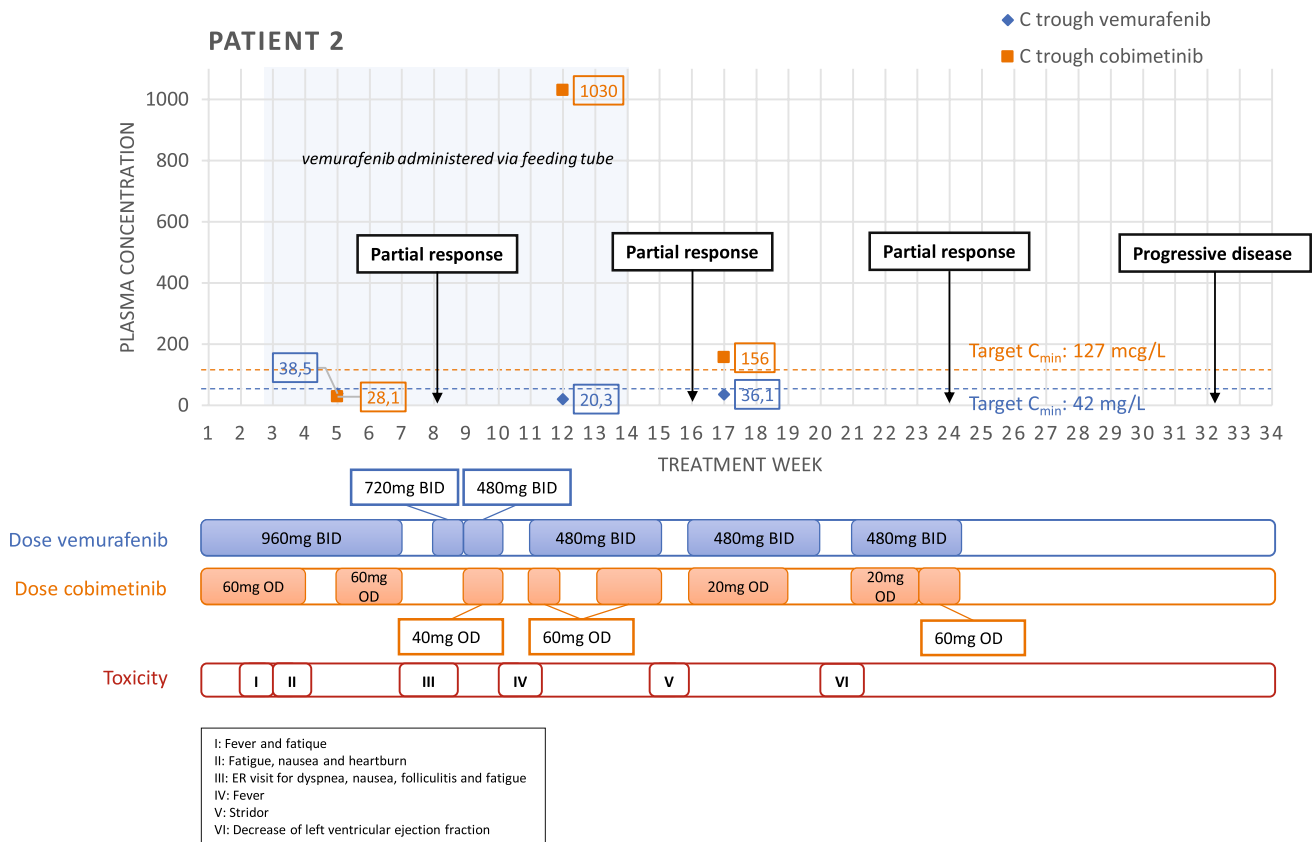 C trough vemurafenib
PATIENT 2
C trough cobimetinib
1000
1030
800
vemurafenib administered via feeding tube
PLASMA CONCENTRATION
600
Partial response
Partial response
Partial response
Progressive disease
400
200
Target Cmin: 127 mcg/L
156
38,5
28,1
20,3
36,1
Target Cmin: 42 mg/L
0
1 2 3 4 5 6 7 8 9 10 11 12 13 14 15 16 17 18 19 20 21 22 23 24 25 26 27 28 29 30 31 32 33 34
TREATMENT WEEK
720mg BID
480mg BID
Dose vemurafenib
960mg BID
480mg BID
480mg BID
480mg BID
Dose cobimetinib
60mg OD
60mg
OD
20mg OD
20mg
OD
40mg OD
60mg OD
60mg OD
Toxicity
I
II
III
IV
V
VI
I: Fever and fatique
II: Fatigue, nausea and heartburn
III: ER visit for dyspnea, nausea, folliculitis and fatigue
IV: Fever
V: Stridor
VI: Decrease of left ventricular ejection fraction